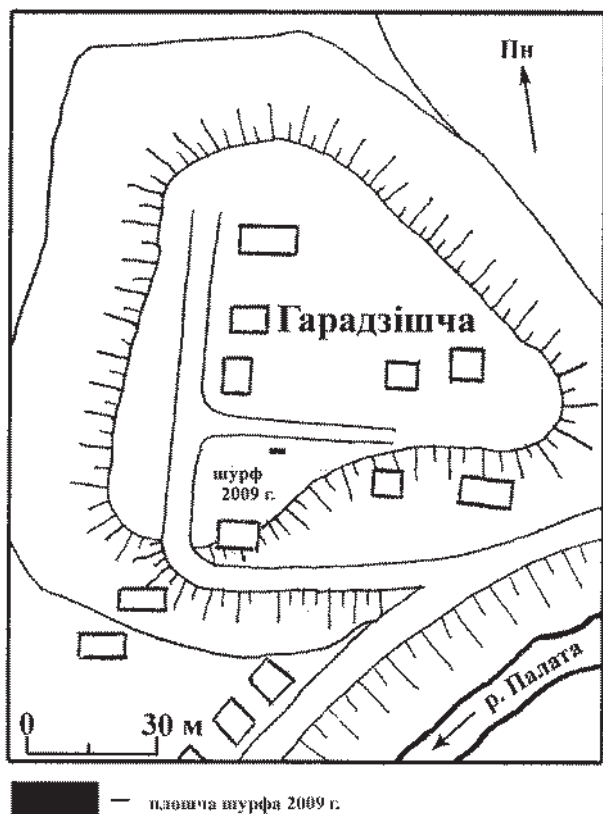 Пн
Гарадзішча
шурф
2009 г.
р. Палата
0 30 м
— плошча шурфа 2009 г.